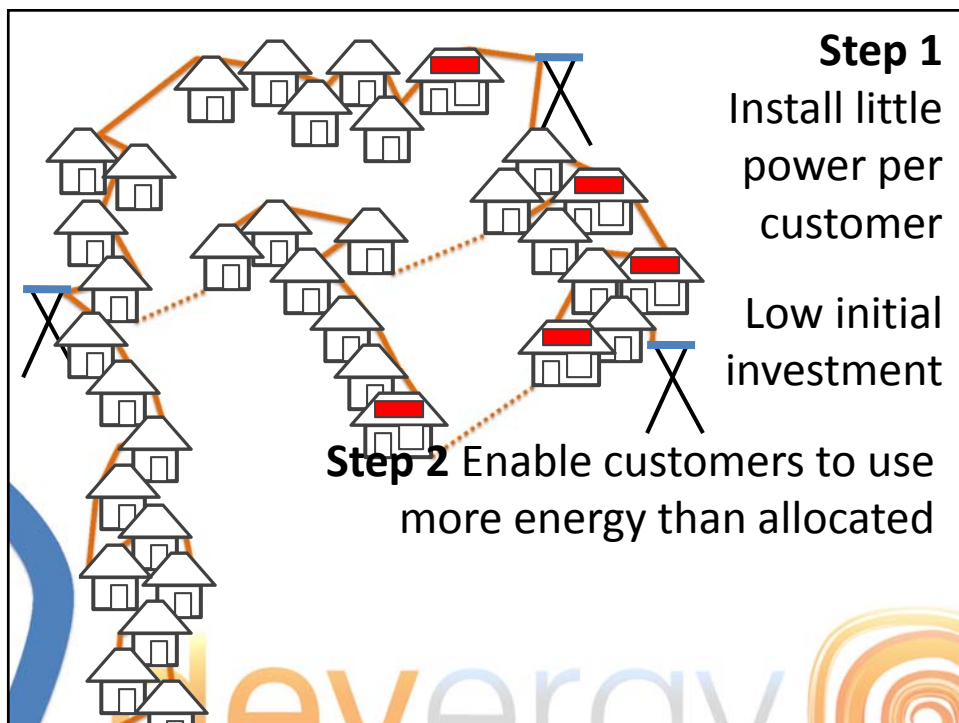 Step 1
Install little
power per
customer
Low initial
investment
Step 2 Enable customers to use
more energy than allocated
devergy